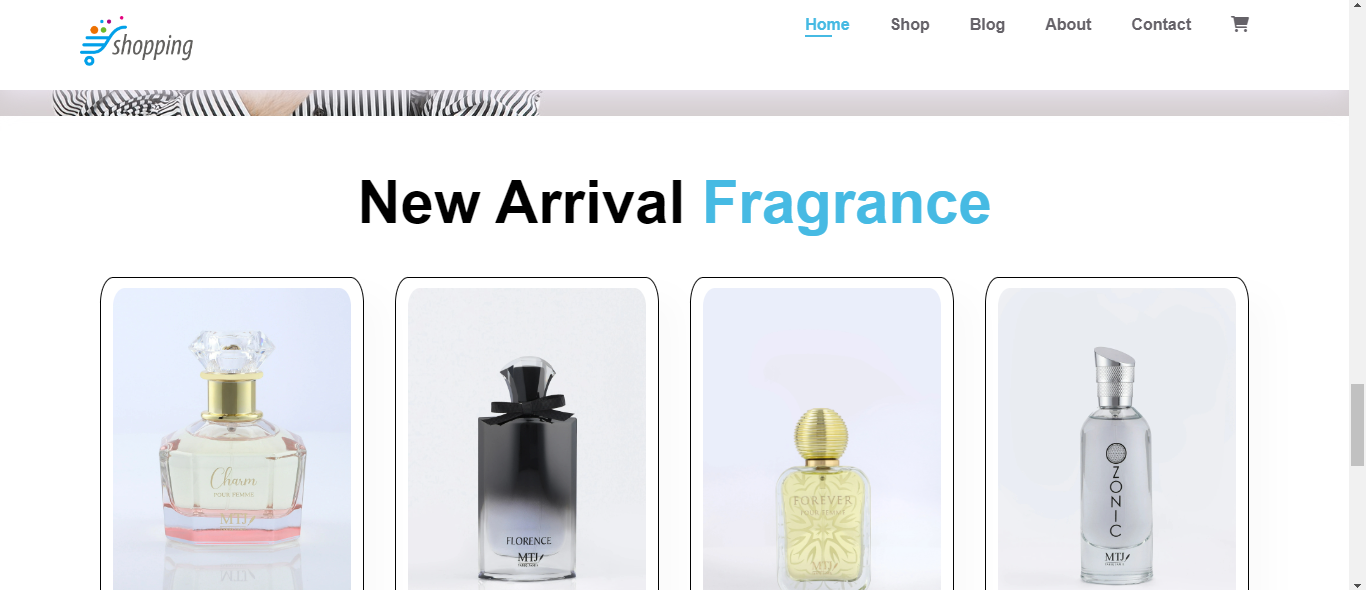 shopping
Home
Shop
Blog
About
Contact
New Arrival Fragrance
Charm
POUR FEMME
MTJ
FLORENCE
MTJ
FOREVER
POUR FEMME
MTJ
OZONIC
MTJ